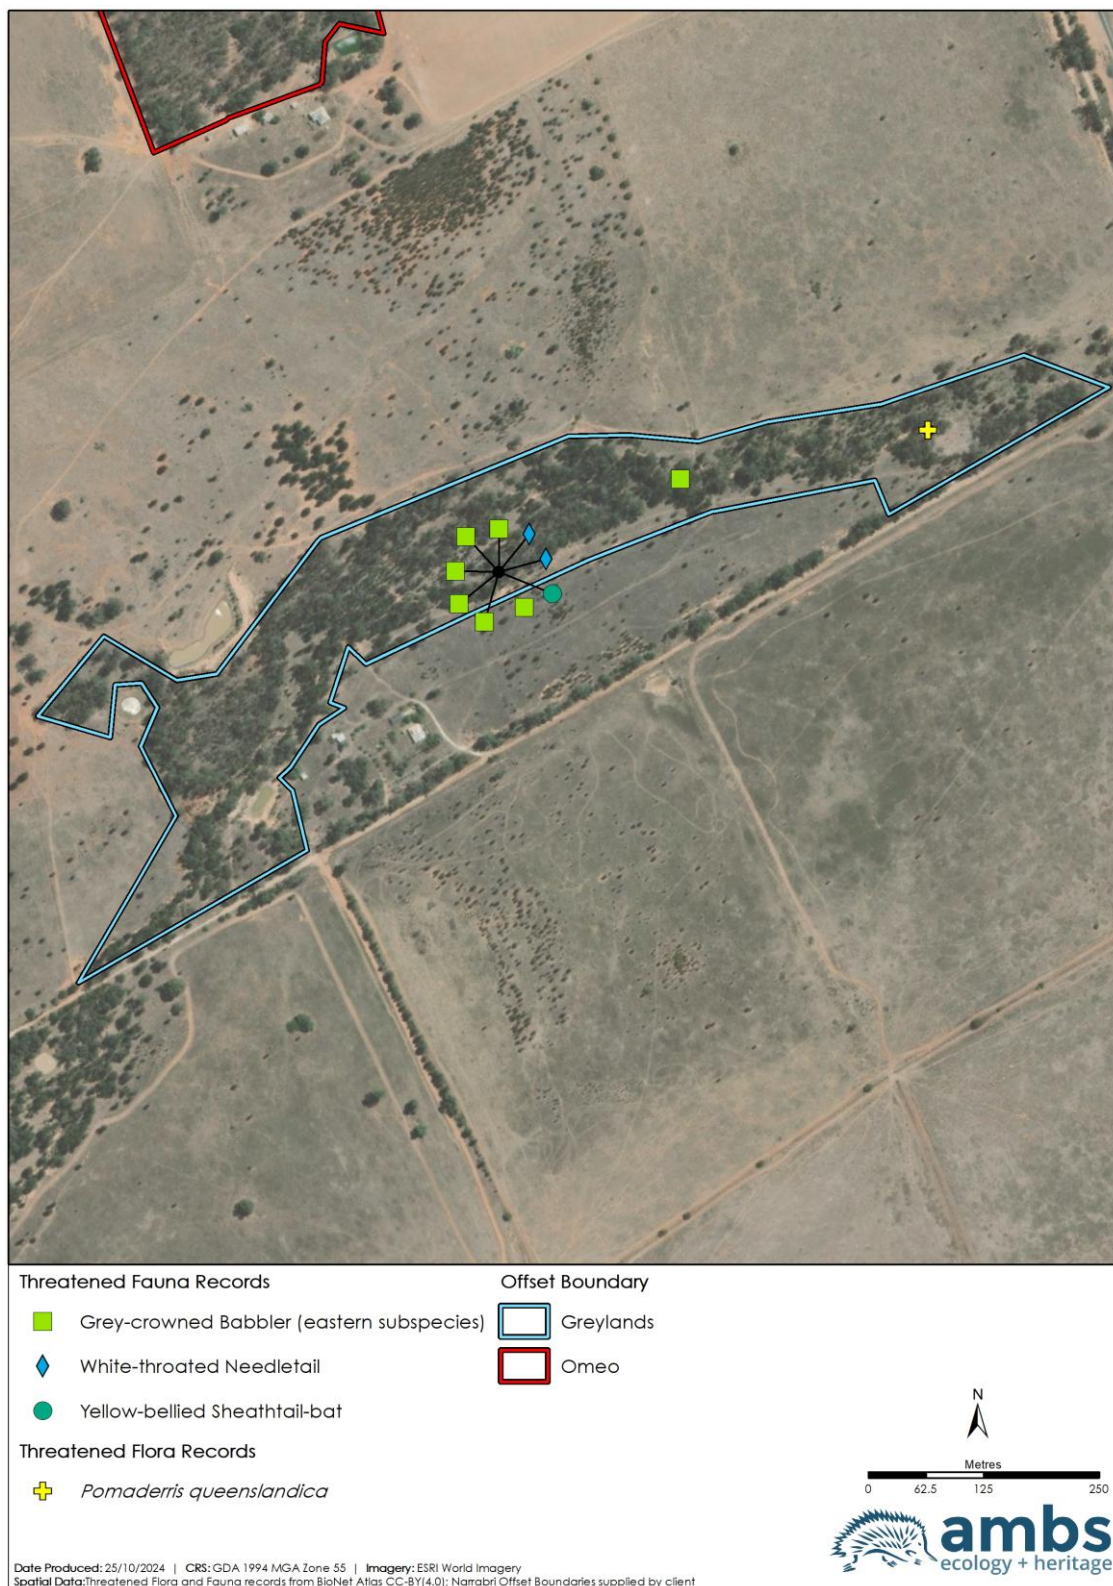 Threatened Fauna Records
Grey-crowned Babbler (eastern subspecies)
White-throated Needletail
Yellow-bellied Sheathtail-bat
Threatened Flora Records
Pomaderris queenslandica
Offset Boundary
Greylands
Omeo
N
Metres
0 62.5 125 250
ambs
ecology + heritage
Date Produced: 25/10/2024 | CRS: GDA 1994 MGA Zone 55 | Imagery: ESRI World Imagery
Spatial Data:Threatened Flora and Fauna records from BioNet Atlas CC-BY(4.0); Narrabri Offset Boundaries supplied by client